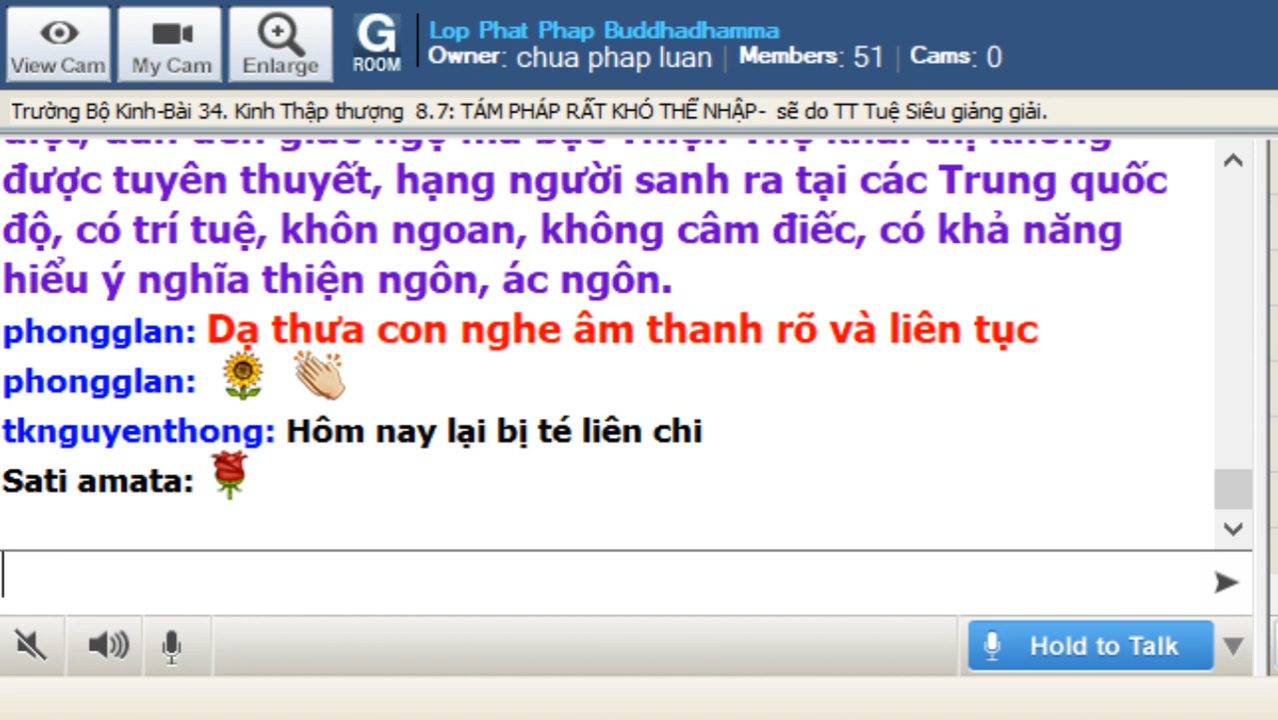 View Cam
My Cam
Enlarge
G
ROOM
Lop Phat Phap Buddhadhamma
Owner: chua phap luan | Members: 51 | Cams: 0
Trường Bộ Kinh-Bài 34. Kinh Thập thượng 8.7: TÁM PHÁP RẤT KHÓ THỂ NHẬP- sẽ do TT Tuệ Siêu giảng giải.
được tuyên thuyết, hạng người sanh ra tại các Trung quốc
độ, có trí tuệ, khôn ngoan, không câm điếc, có khả năng
hiểu ý nghĩa thiện ngôn, ác ngôn.
phongglan: Dạ thưa con nghe âm thanh rõ và liên tục
phongglan:
tknguyenthong: Hôm nay lại bị té liên chi
Sati amata:
Hold to Talk